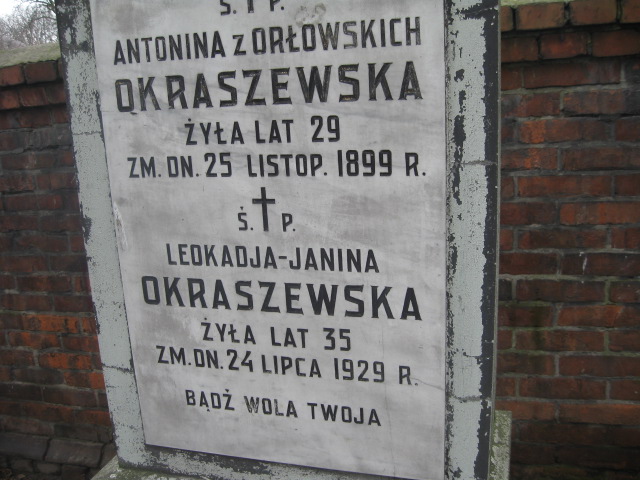 Ś. † P.
ANTONINA Z ORŁOWSKICH
OKRASZEWSKA
ŻYŁA LAT 29
ZM. DN. 25 LISTOP. 1899 R.
Ś. † P.
LEOKADJA-JANINA
OKRASZEWSKA
ŻYŁA LAT 35
ZM. DN. 24 LIPCA 1929 R.
BĄDŹ WOLA TWOJA